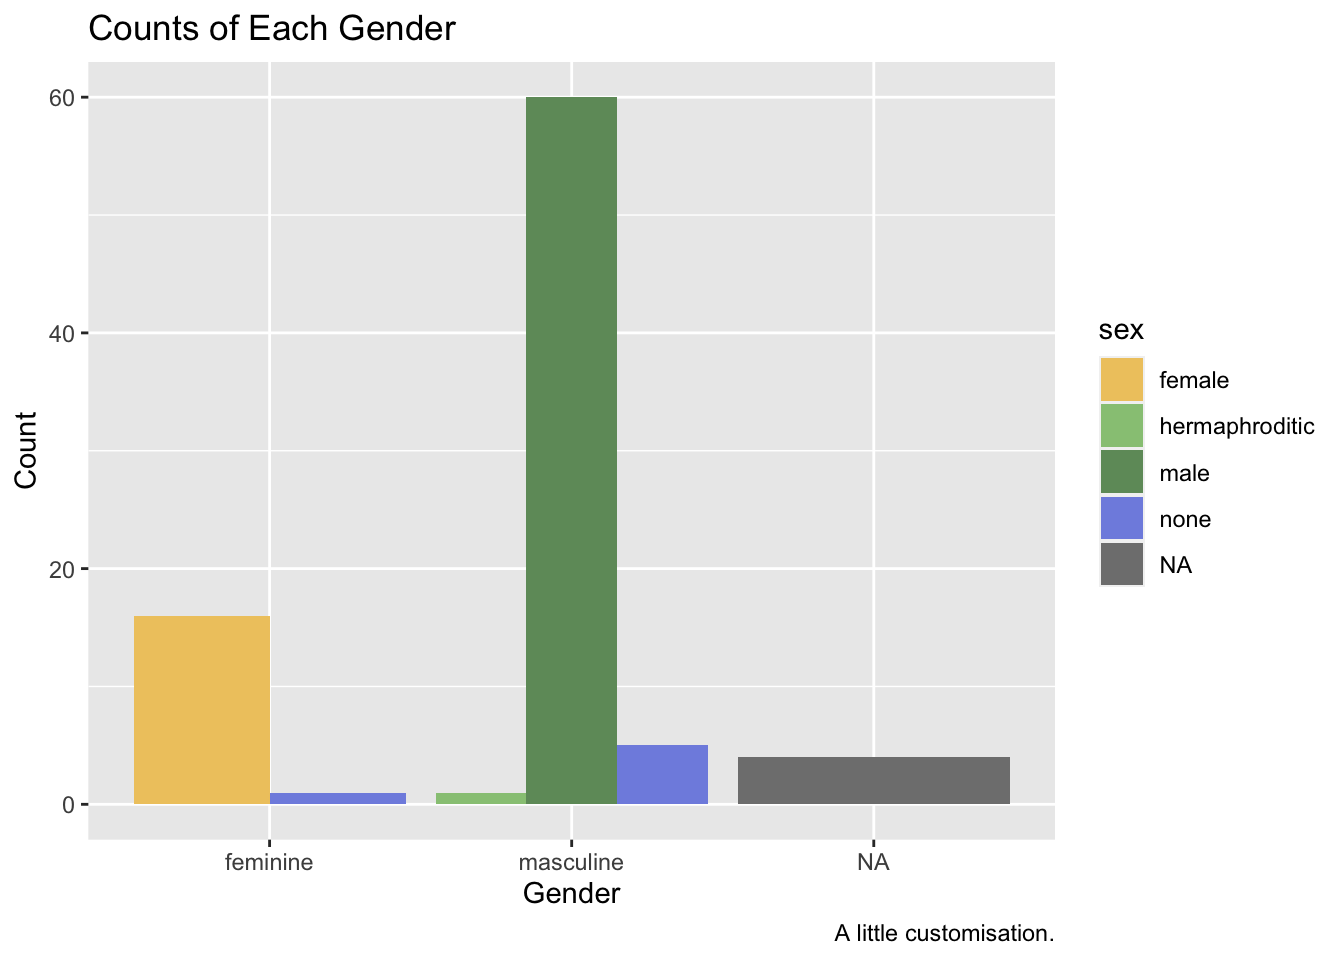 Counts of Each Gender
60
40
20
0
Count
feminine
masculine
NA
Gender
sex
female
hermaphroditic
male
none
NA
A little customisation.